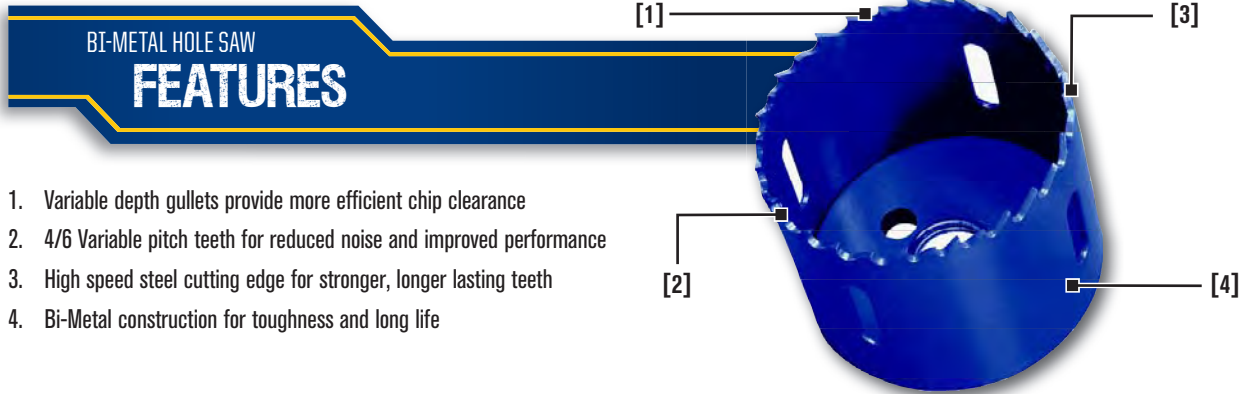 BI-METAL HOLE SAW
FEATURES
1. Variable depth gullets provide more efficient chip clearance
2. 4/6 Variable pitch teeth for reduced noise and improved performance
3. High speed steel cutting edge for stronger, longer lasting teeth
4. Bi-Metal construction for toughness and long life
[1]
[3]
[2]
[4]